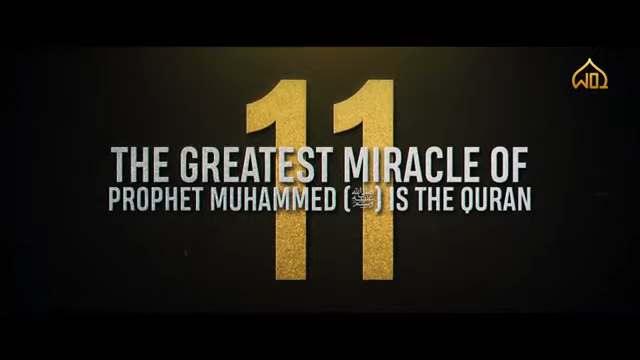 11
THE GREATEST MIRACLE OF
PROPHET MUHAMMED (ﷺ) IS THE QURAN